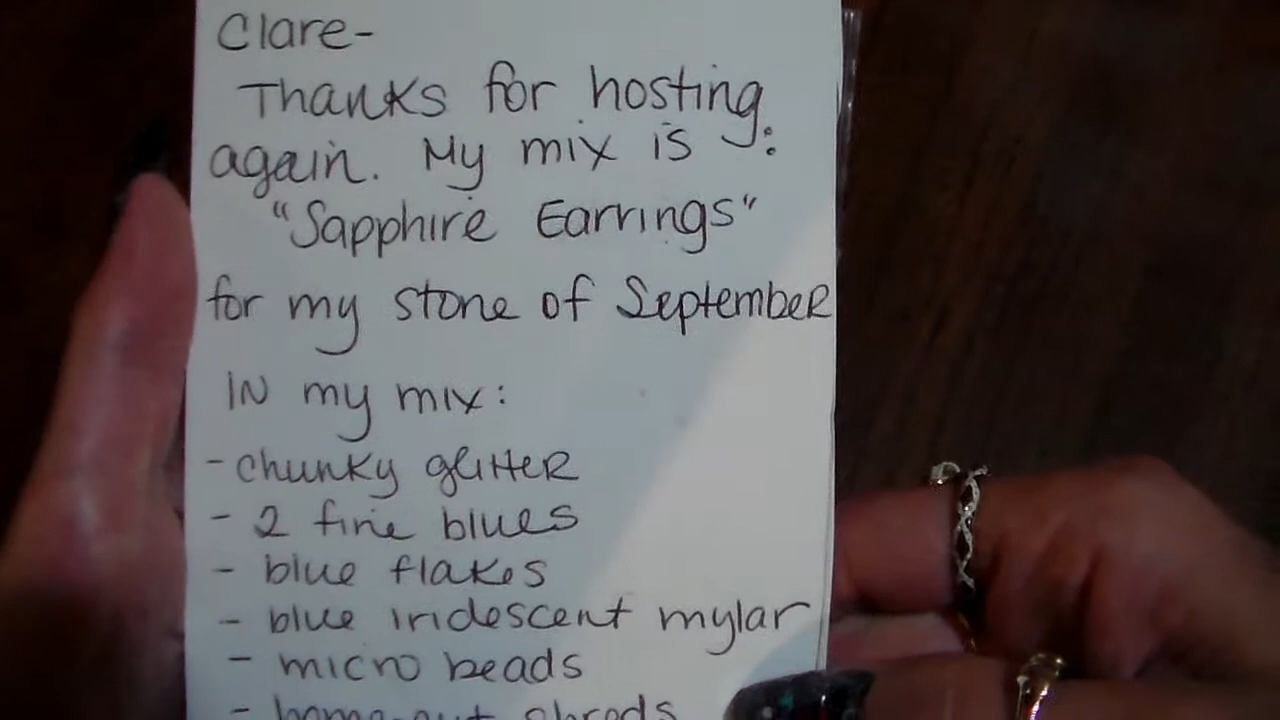 Clare-
Thanks for hosting
again. My mix is :
"Sapphire Earrings"
for my stone of September
IN my mix:
- chunky glitter
- 2 fine blues
- blue flakes
- blue iridescent mylar
- micro beads
- shreds